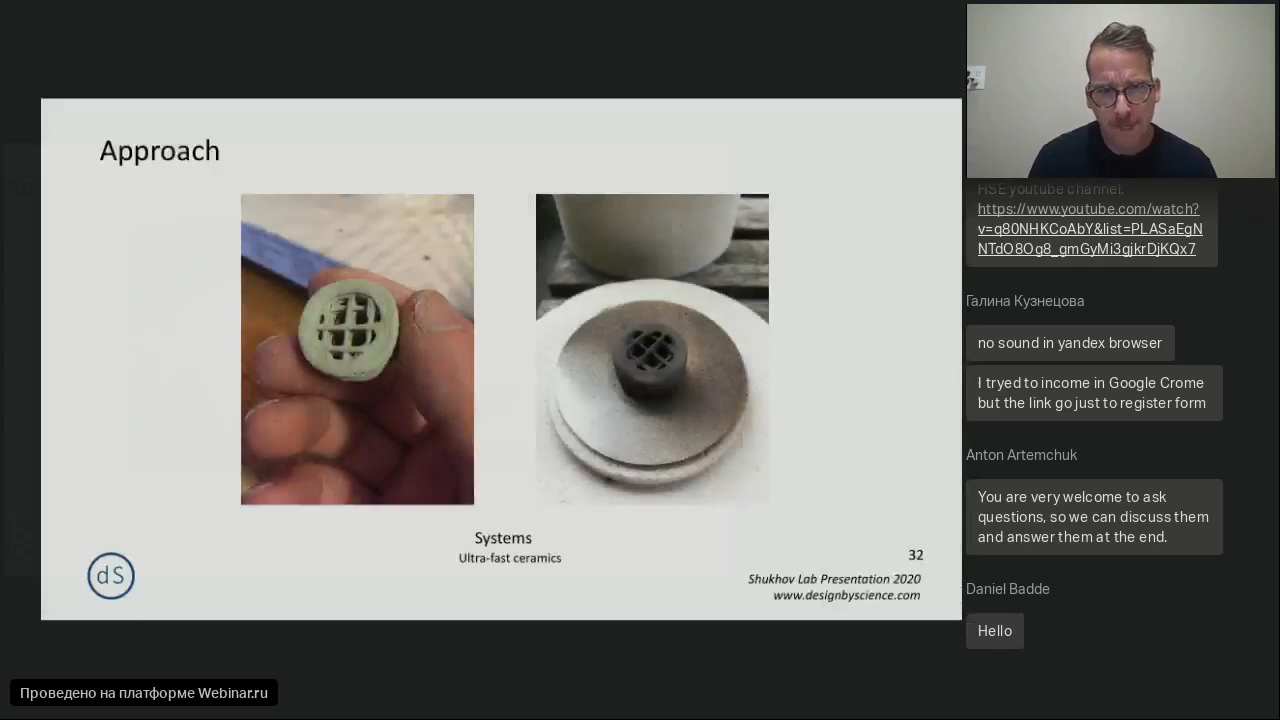 Approach
Systems
Ultra-fast ceramics
32
Shukhov Lab Presentation 2020
www.designbyscience.com
dS
HSE youtube channel:
https://www.youtube.com/watch?
v=q80NHKCoAbY&list=PLASaEgN
NTdO8Og8_gmGyMi3gjkrDjKQx7
Галина Кузнецова
no sound in yandex browser
I tryed to income in Google Crome
but the link go just to register form
Anton Artemchuk
You are very welcome to ask
questions, so we can discuss them
and answer them at the end.
Daniel Badde
Hello
Проведено на платформе Webinar.ru